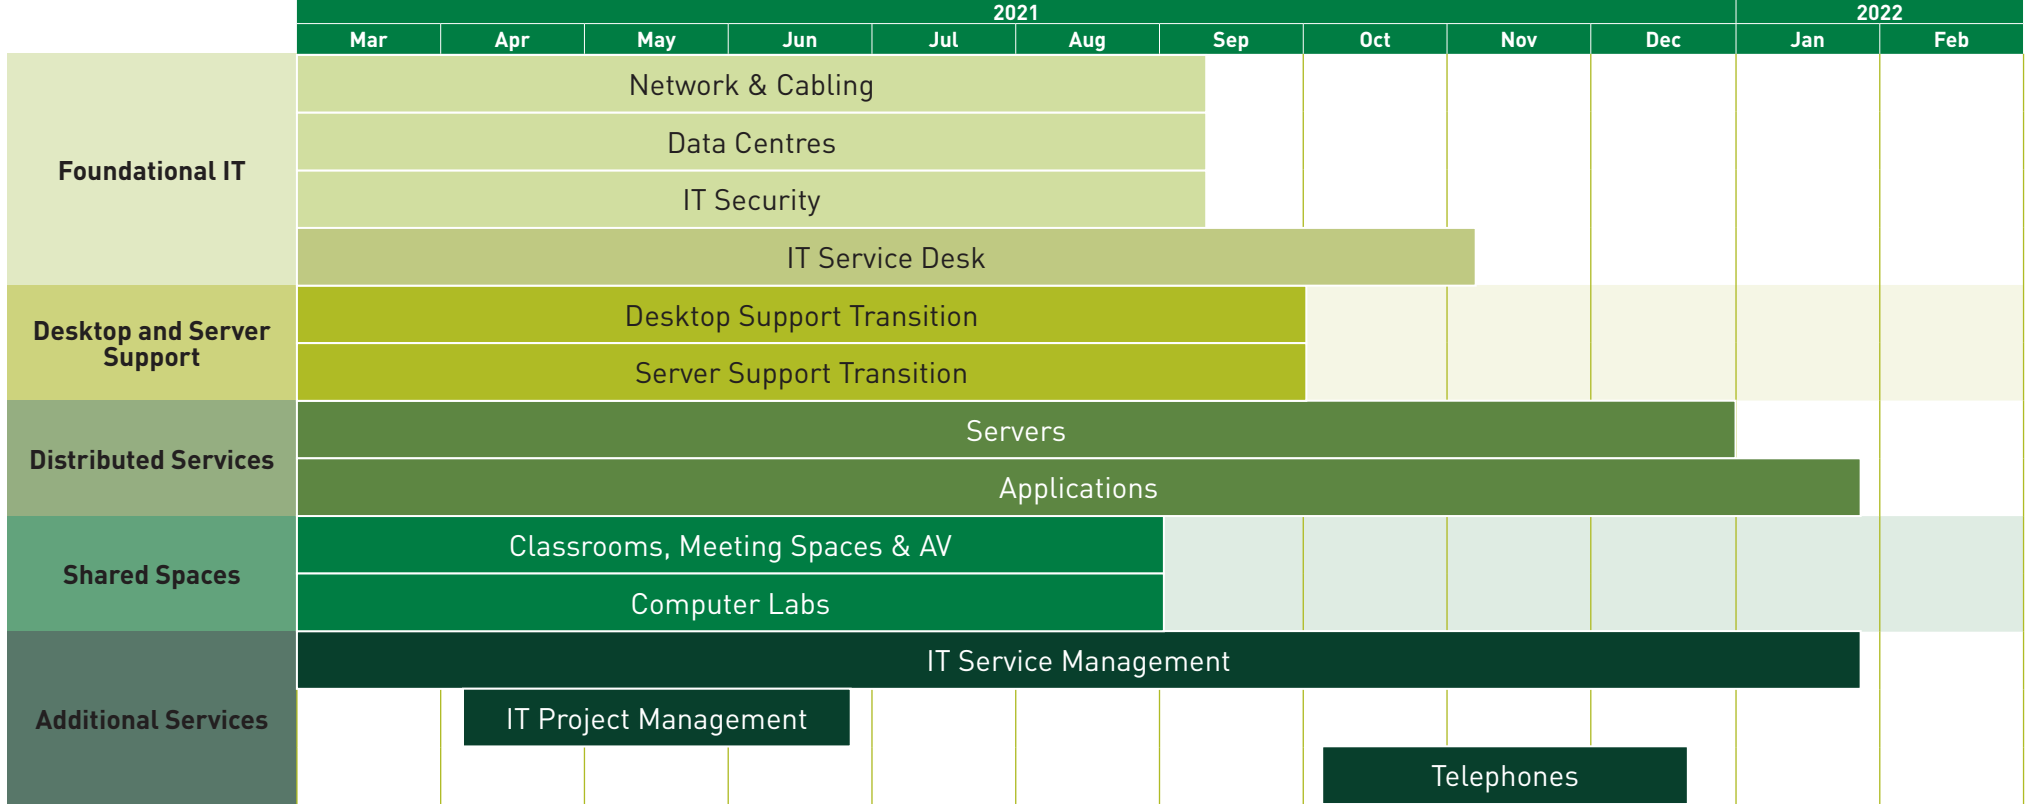 2021 2022
Mar Apr May Jun Jul Aug Sep Oct Nov Dec Jan Feb
Foundational IT
Network & Cabling
Data Centres
IT Security
IT Service Desk
Desktop and Server
Support
Desktop Support Transition
Server Support Transition
Distributed Services
Servers
Applications
Shared Spaces
Classrooms, Meeting Spaces & AV
Computer Labs
Additional Services
IT Service Management
IT Project Management
Telephones